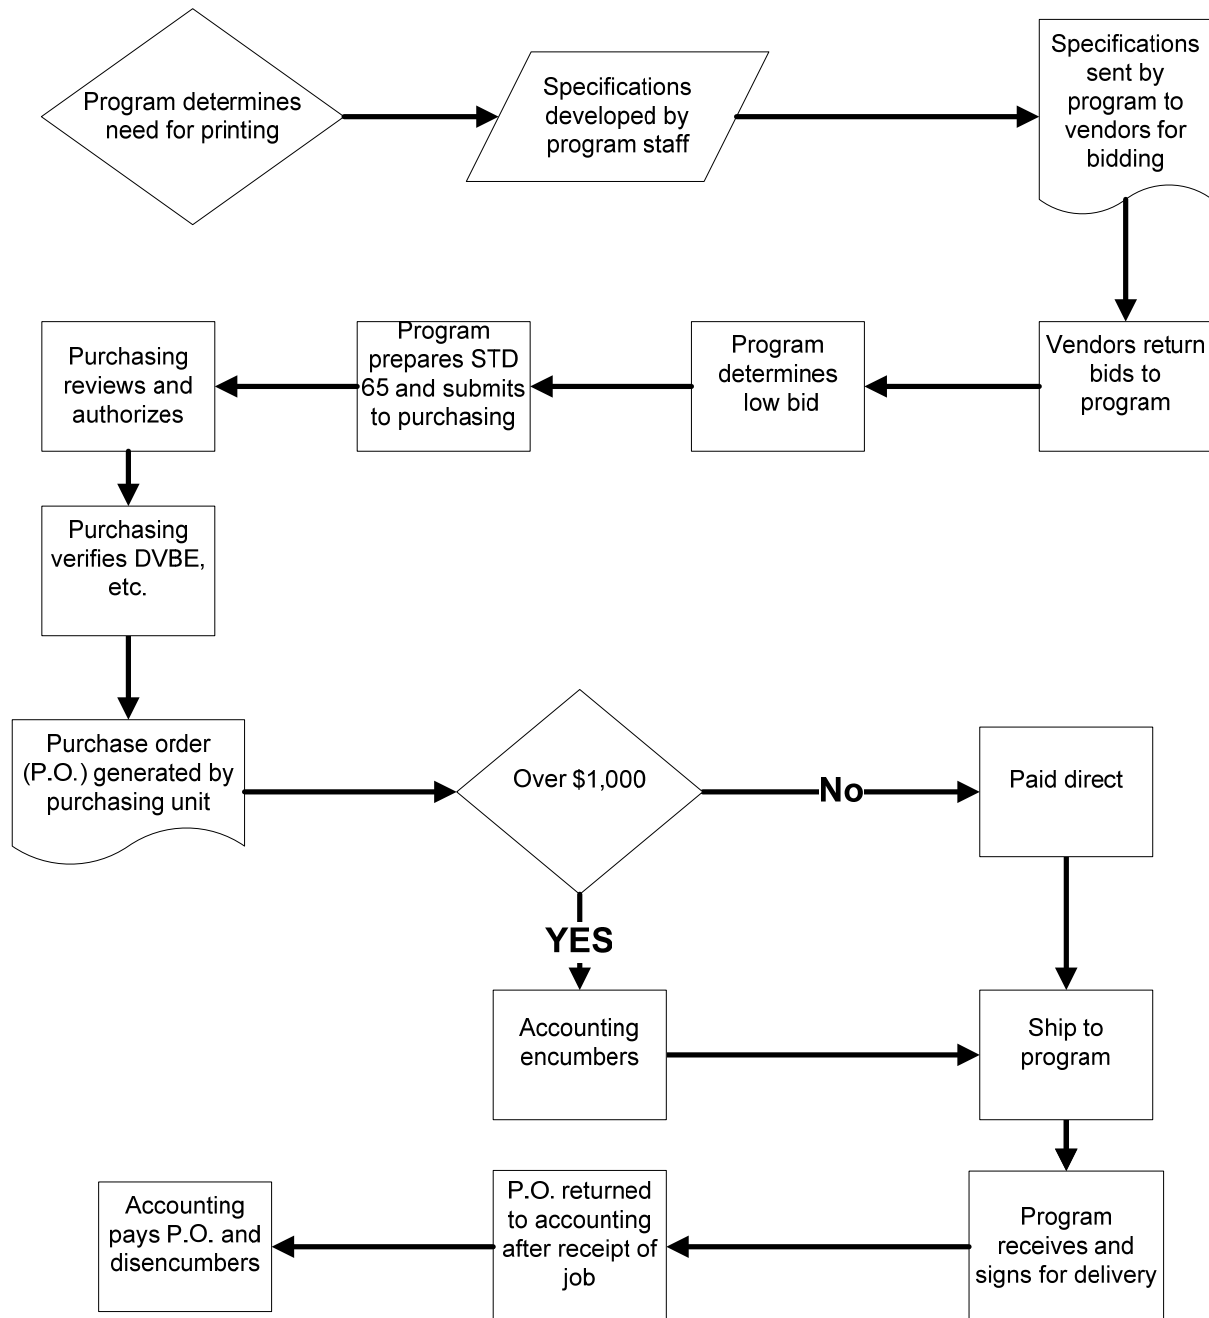 Program determines
need for printing
Specifications
developed by
program staff
Specifications
sent by
program to
vendors for
bidding
Vendors return
bids to
program
Program
determines
low bid
Program
prepares STD
65 and submits
to purchasing
Purchasing
reviews and
authorizes
Purchasing
verifies DVBE,
etc.
Purchase order
(P.O.) generated by
purchasing unit
Over $1,000
No
Paid direct
YES
Accounting
encumbers
Ship to
program
Program
receives and
signs for delivery
P.O. returned
to accounting
after receipt of
job
Accounting
pays P.O. and
disencumbers